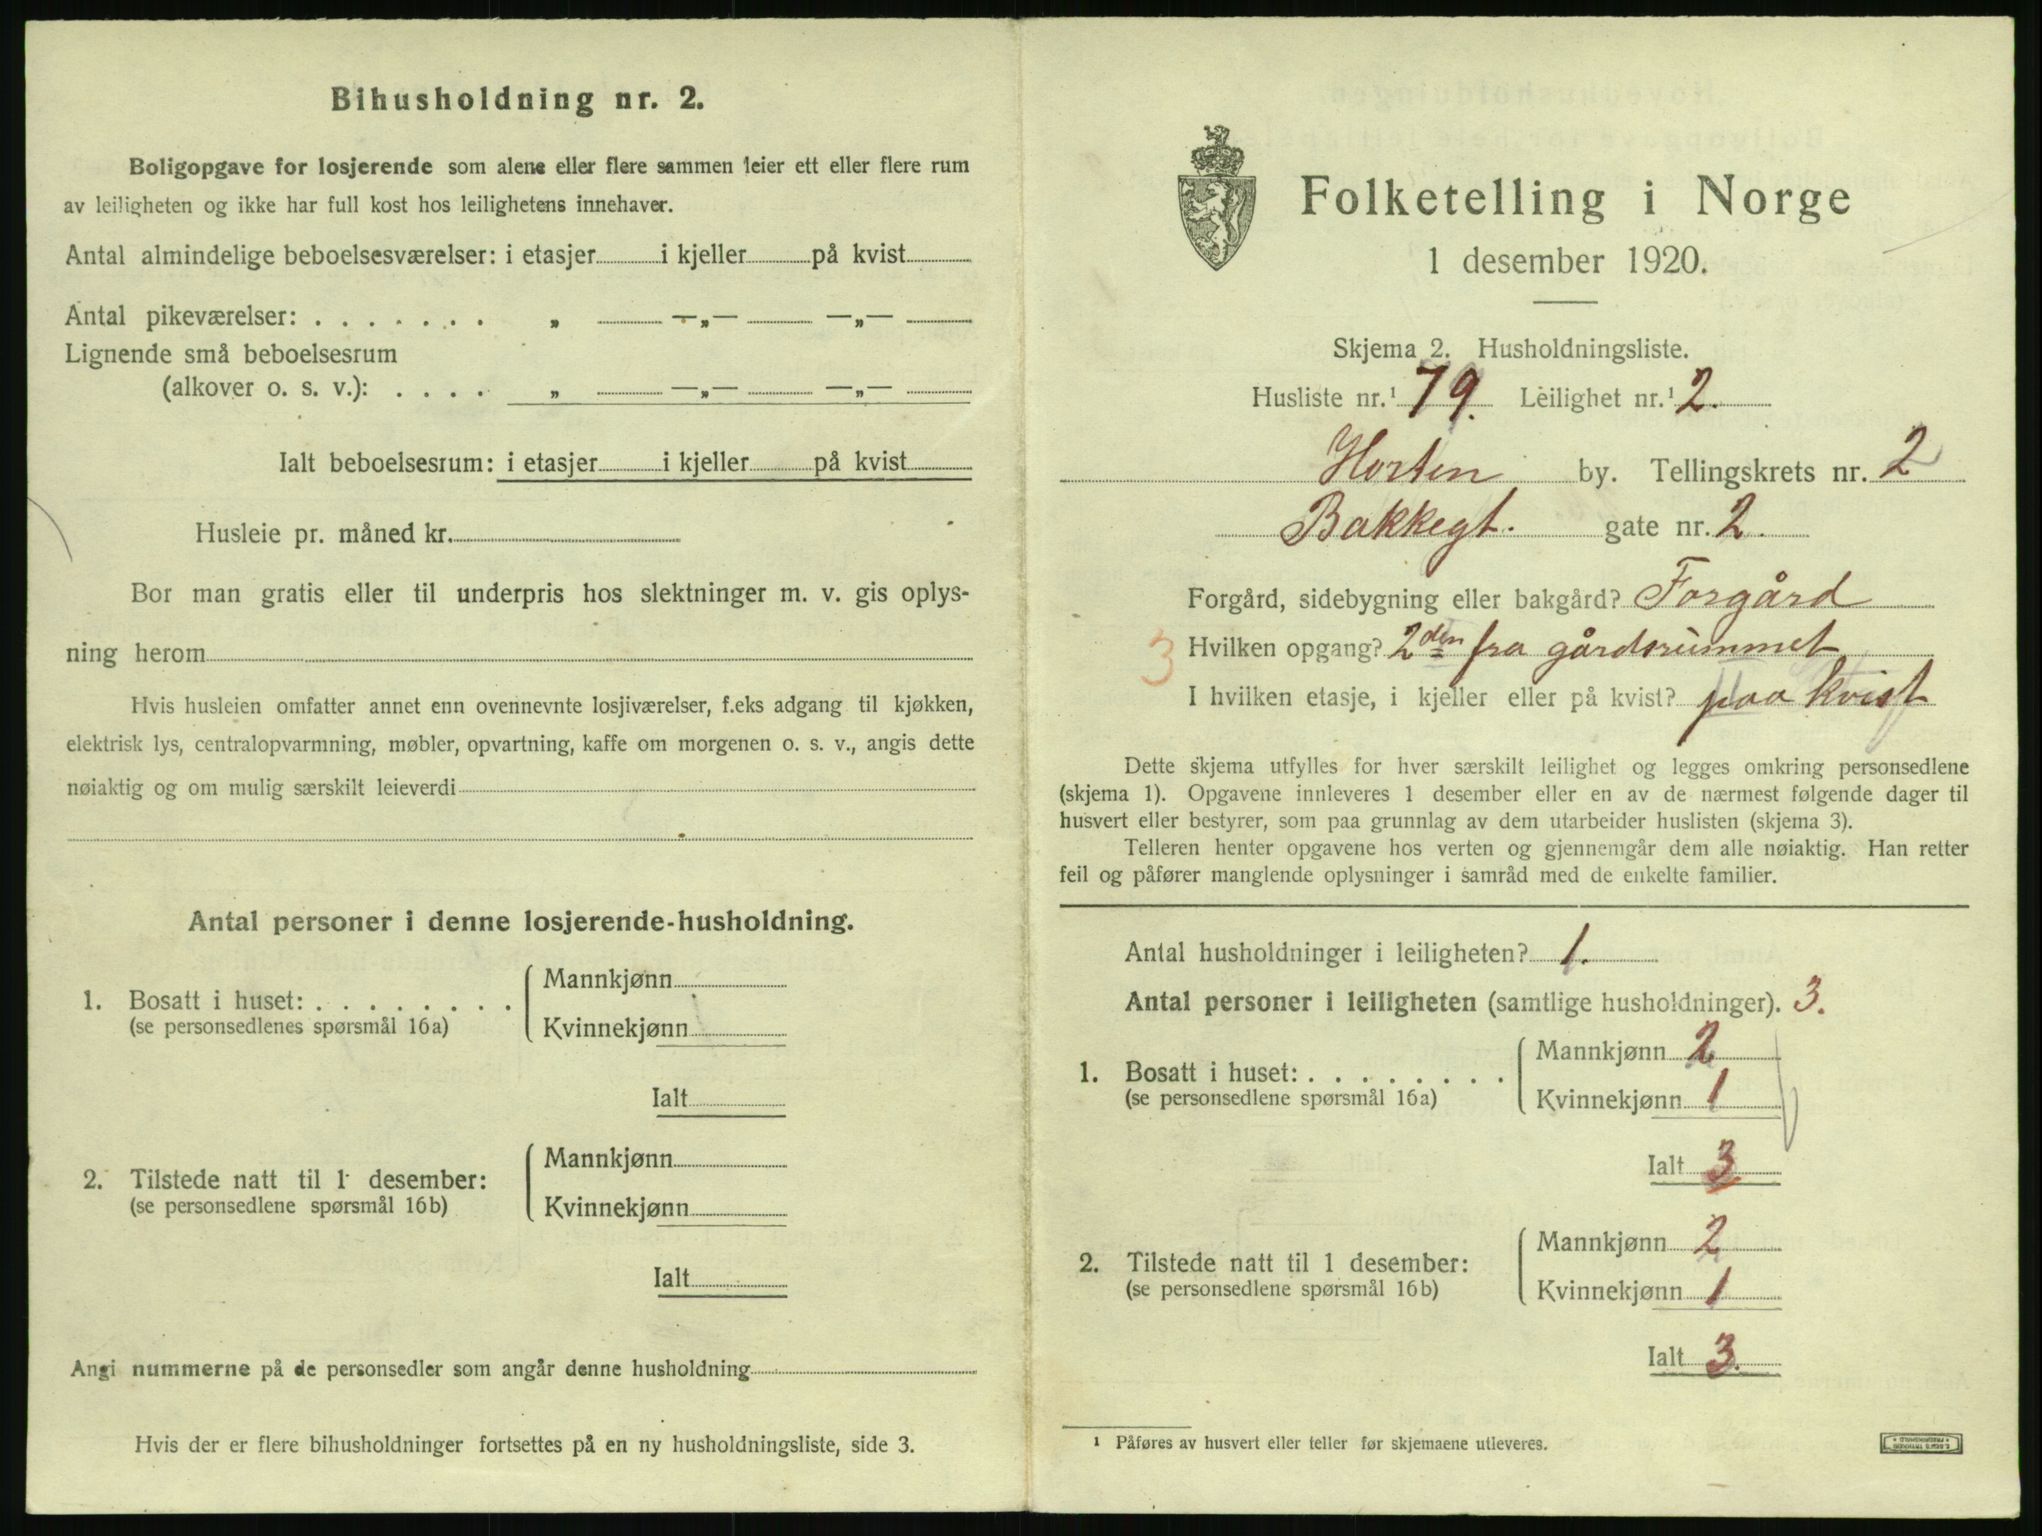 Bihusholdning nr. 2.
Boligopgave for losjerende som alene eller flere sammen leier ett eller flere rum
av leiligheten og ikke har full kost hos leilighetens innehaver.
Antal almindelige beboelsesværelser: i etasjer i kjeller på kvist
Antal pikeværelser: . . . . . . . „ —„— —„—
Lignende små beboelsesrum
(alkover o. s. v.): . . . . „ —„— —„—
Ialt beboelsesrum: i etasjer i kjeller på kvist
Husleie pr. måned kr.
Bor man gratis eller til underpris hos slektninger m. v. gis oplys-
ning herom
Hvis husleien omfatter annet enn ovennevnte losjiværelser, f.eks adgang til kjøkken,
elektrisk lys, centralopvarmning, møbler, opvartning, kaffe om morgenen o. s. v., angis dette
nøiaktig og om mulig særskilt leieverdi
Antal personer i denne losjerende-husholdning.
1. Bosatt i huset: . . . . . . . .
(se personsedlenes spørsmål 16a)
Mannkjønn
Kvinnekjønn
Ialt
2. Tilstede natt til 1 desember:
(se personsedlene spørsmål 16b)
Mannkjønn
Kvinnekjønn
Ialt
Angi nummerne på de personsedler som angår denne husholdning
Hvis der er flere bihusholdninger fortsettes på en ny husholdningsliste, side 3.
Folketelling i Norge
1 desember 1920.
Skjema 2. Husholdningsliste.
Husliste nr.¹ 79. Leilighet nr.¹ 2.
Horten by. Tellingskrets nr. 2
Bakkegt. gate nr. 2.
Forgård, sidebygning eller bakgård? Forgård
3 Hvilken opgang? 2den fra gårdsrummet
I hvilken etasje, i kjeller eller på kvist? paa kvist
Dette skjema utfylles for hver særskilt leilighet og legges omkring personsedlene
(skjema 1). Opgavene innleveres 1 desember eller en av de nærmest følgende dager til
husvert eller bestyrer, som paa grunnlag av dem utarbeider huslisten (skjema 3).
Telleren henter opgavene hos verten og gjennemgår dem alle nøiaktig. Han retter
feil og påfører manglende oplysninger i samråd med de enkelte familier.
Antal husholdninger i leiligheten? 1.
Antal personer i leiligheten (samtlige husholdninger). 3.
1. Bosatt i huset: . . . . . . . .
(se personsedlene spørsmål 16a)
Mannkjønn 2
Kvinnekjønn 1
Ialt 3
2. Tilstede natt til 1 desember:
(se personsedlene spørsmål 16b)
Mannkjønn 2
Kvinnekjønn 1
Ialt 3.
¹ Påføres av husvert eller teller før skjemaene utleveres.